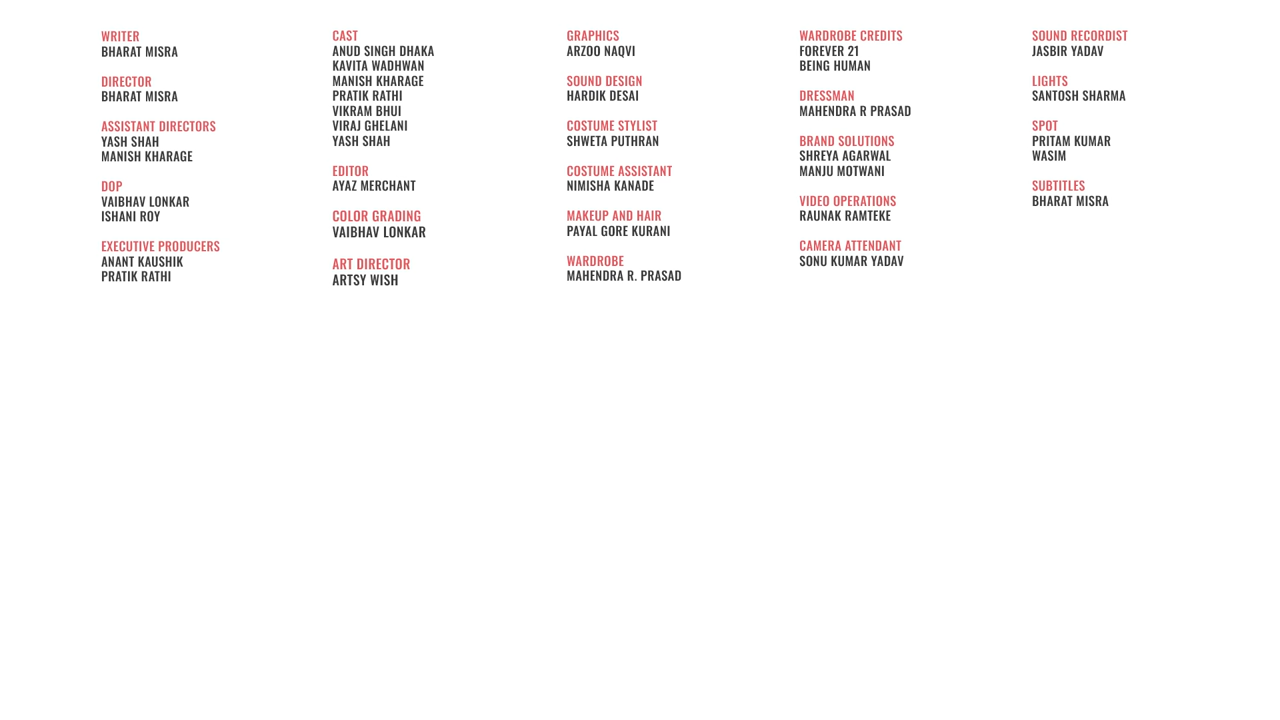 WRITER
BHARAT MISRA
DIRECTOR
BHARAT MISRA
ASSISTANT DIRECTORS
YASH SHAH
MANISH KHARAGE
DOP
VAIBHAV LONKAR
ISHANI ROY
EXECUTIVE PRODUCERS
ANANT KAUSHIK
PRATIK RATHI
CAST
ANUD SINGH DHAKA
KAVITA WADHWAN
MANISH KHARAGE
PRATIK RATHI
VIKRAM BHUI
VIRAJ GHELANI
YASH SHAH
EDITOR
AYAZ MERCHANT
COLOR GRADING
VAIBHAV LONKAR
ART DIRECTOR
ARTSY WISH
GRAPHICS
ARZOO NAQVI
SOUND DESIGN
HARDIK DESAI
COSTUME STYLIST
SHWETA PUTHRAN
COSTUME ASSISTANT
NIMISHA KANADE
MAKEUP AND HAIR
PAYAL GORE KURANI
WARDROBE
MAHENDRA R. PRASAD
WARDROBE CREDITS
FOREVER 21
BEING HUMAN
DRESSMAN
MAHENDRA R PRASAD
BRAND SOLUTIONS
SHREYA AGARWAL
MANJU MOTWANI
VIDEO OPERATIONS
RAUNAK RAMTEKE
CAMERA ATTENDANT
SONU KUMAR YADAV
SOUND RECORDIST
JASBIR YADAV
LIGHTS
SANTOSH SHARMA
SPOT
PRITAM KUMAR
WASIM
SUBTITLES
BHARAT MISRA